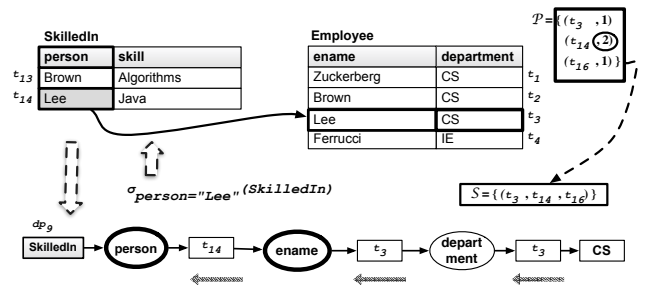 P = { (t3 , 1)
(t14 , 2)
(t16 , 1) }
SkilledIn
person skill
t13 Brown Algorithms
t14 Lee Java
Employee
ename department
Zuckerberg CS t1
Brown CS t2
Lee CS t3
Ferrucci IE t4
σperson="Lee"(SkilledIn)
S = { (t3 , t14 , t16) }
dp9
SkilledIn person t14 ename t3 depart
ment t3 CS